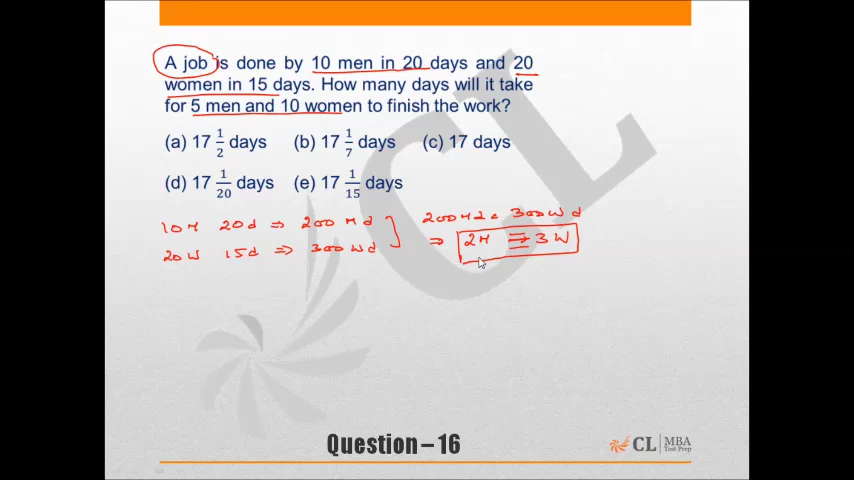 A job is done by 10 men in 20 days and 20
women in 15 days. How many days will it take
for 5 men and 10 women to finish the work?
(a) 17 1/2 days (b) 17 1/7 days (c) 17 days
(d) 17 1/20 days (e) 17 1/15 days
10M 20d ⇒ 200 Md
20W 15d ⇒ 300 Wd
200Md = 300Wd
⇒ 2M ≡ 3W
Question – 16
CL MBA
Test Prep
CL